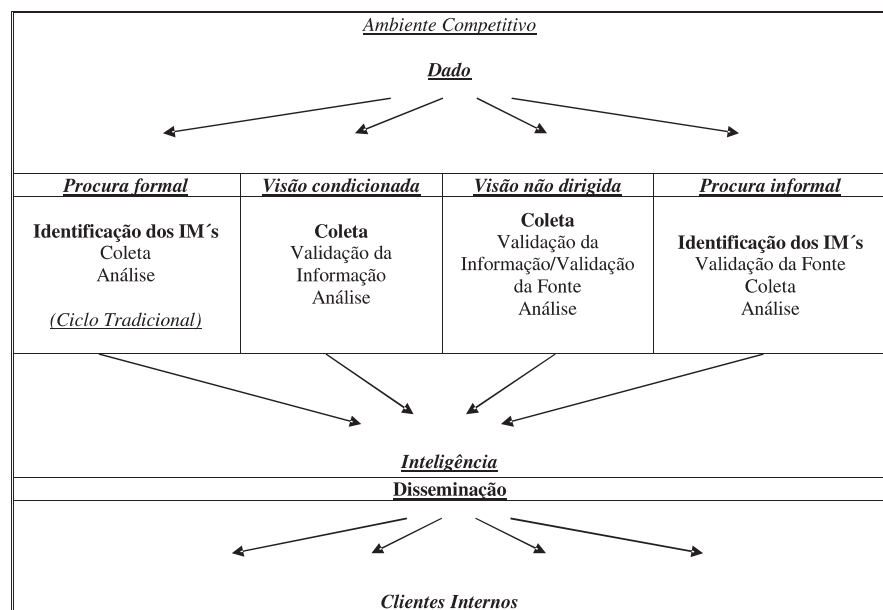 Ambiente Competitivo
Dado
Procura formal
Visão condicionada
Visão não dirigida
Procura informal
Identificação dos IM´s
Coleta
Análise
(Ciclo Tradicional)
Coleta
Validação da
Informação
Análise
Coleta
Validação da
Informação/Validação
da Fonte
Análise
Identificação dos IM´s
Validação da Fonte
Coleta
Análise
Inteligência
Disseminação
Clientes Internos